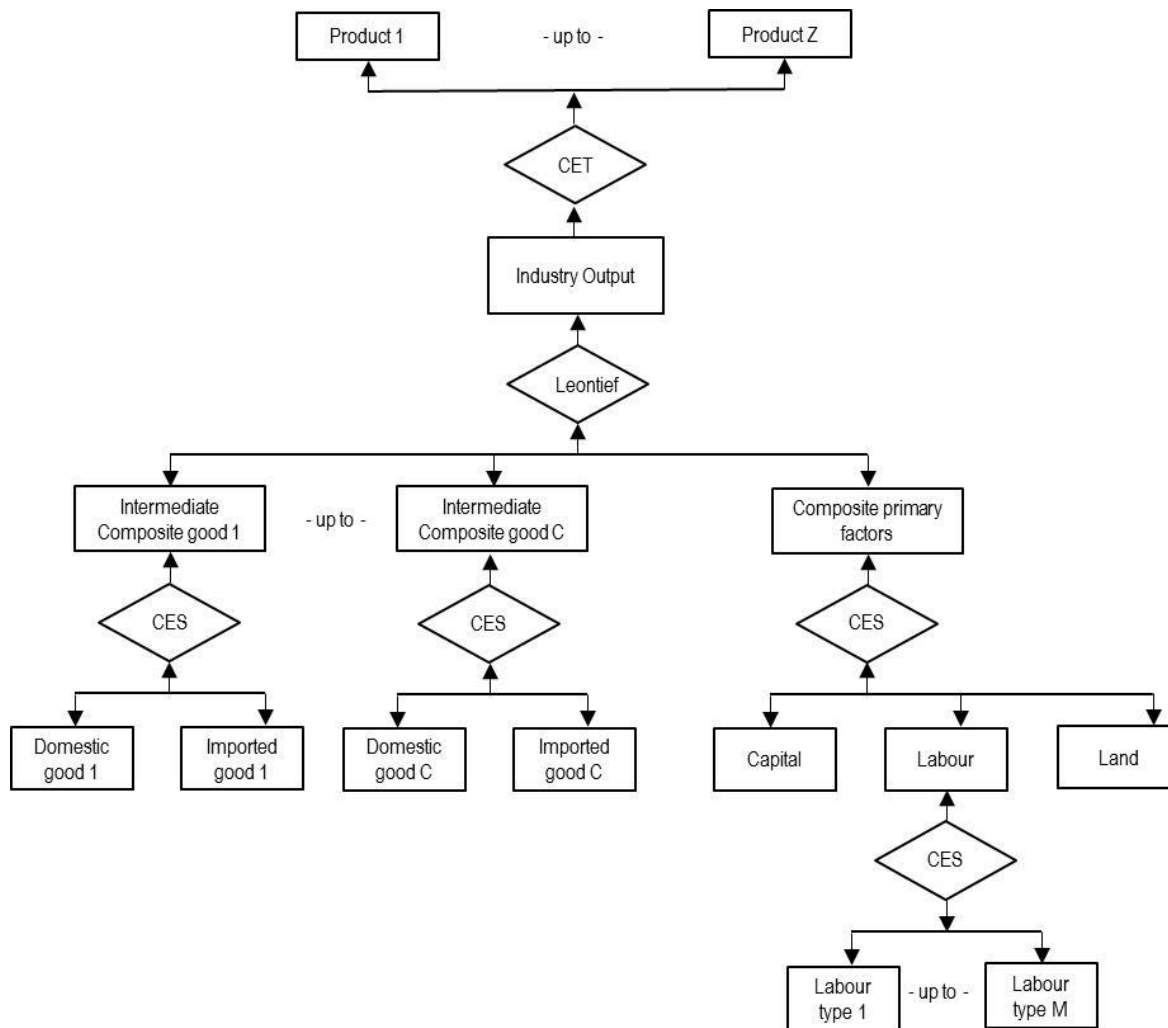 Product 1
- up to -
Product Z
CET
Industry Output
Leontief
Intermediate
Composite good 1
- up to -
Intermediate
Composite good C
Composite primary
factors
CES
CES
CES
Domestic
good 1
Imported
good 1
Domestic
good C
Imported
good C
Capital
Labour
Land
CES
Labour
type 1
- up to -
Labour
type M